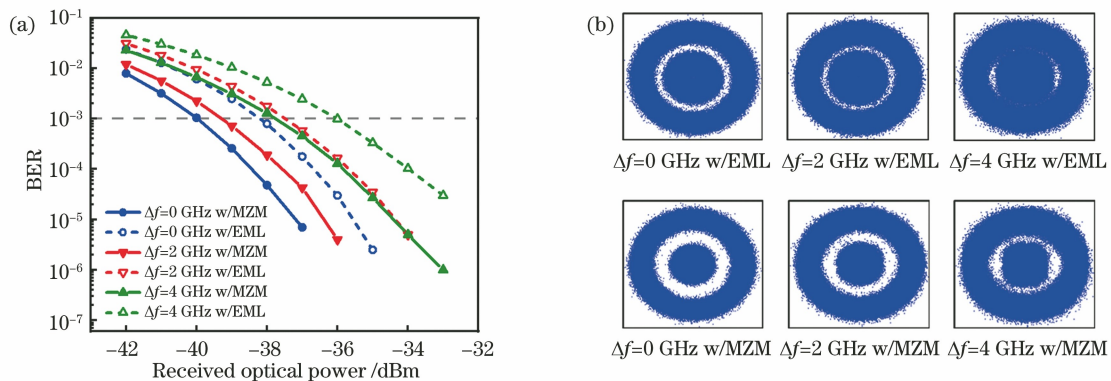 (a)
10⁻¹
10⁻²
10⁻³
10⁻⁴
10⁻⁵
10⁻⁶
10⁻⁷
BER
Δf=0 GHz w/MZM
Δf=0 GHz w/EML
Δf=2 GHz w/MZM
Δf=2 GHz w/EML
Δf=4 GHz w/MZM
Δf=4 GHz w/EML
−42 −40 −38 −36 −34 −32
Received optical power /dBm
(b)
Δf=0 GHz w/EML Δf=2 GHz w/EML Δf=4 GHz w/EML
Δf=0 GHz w/MZM Δf=2 GHz w/MZM Δf=4 GHz w/MZM